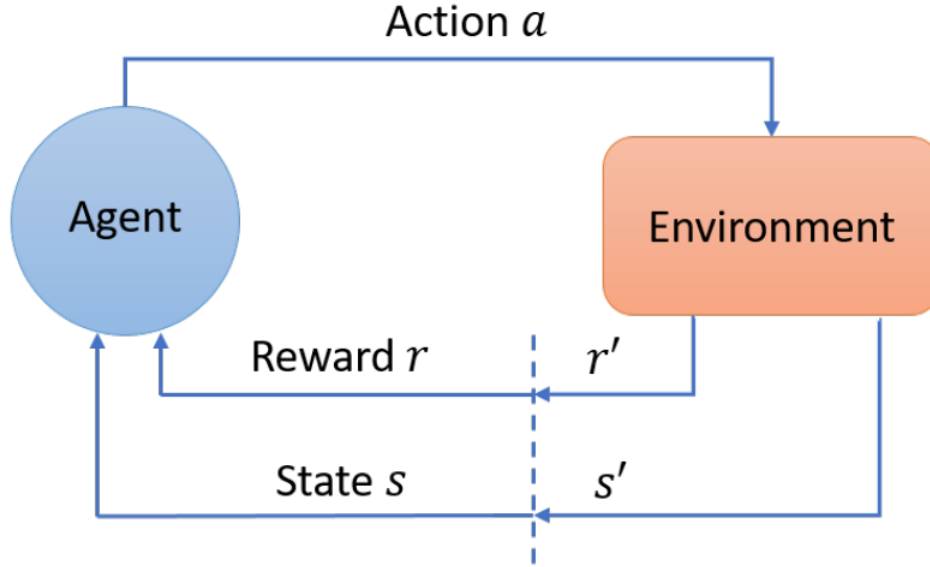 Action a
Agent
Environment
Reward r
r′
State s
s′